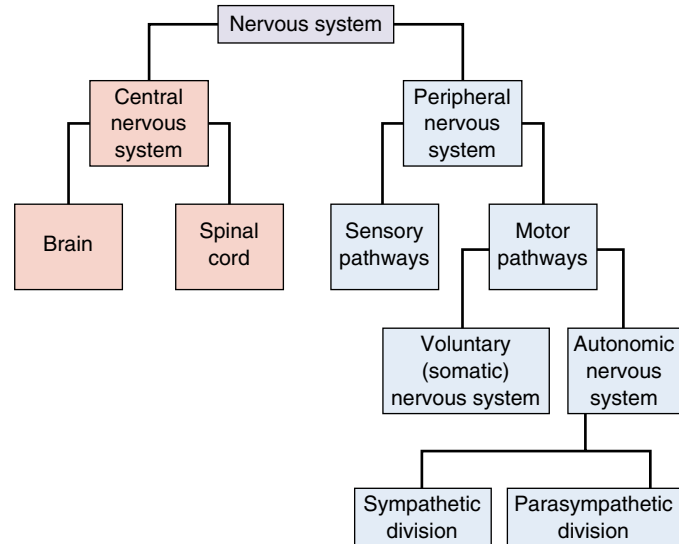 Nervous system
Central
nervous
system
Peripheral
nervous
system
Brain
Spinal
cord
Sensory
pathways
Motor
pathways
Voluntary
(somatic)
nervous system
Autonomic
nervous
system
Sympathetic
division
Parasympathetic
division